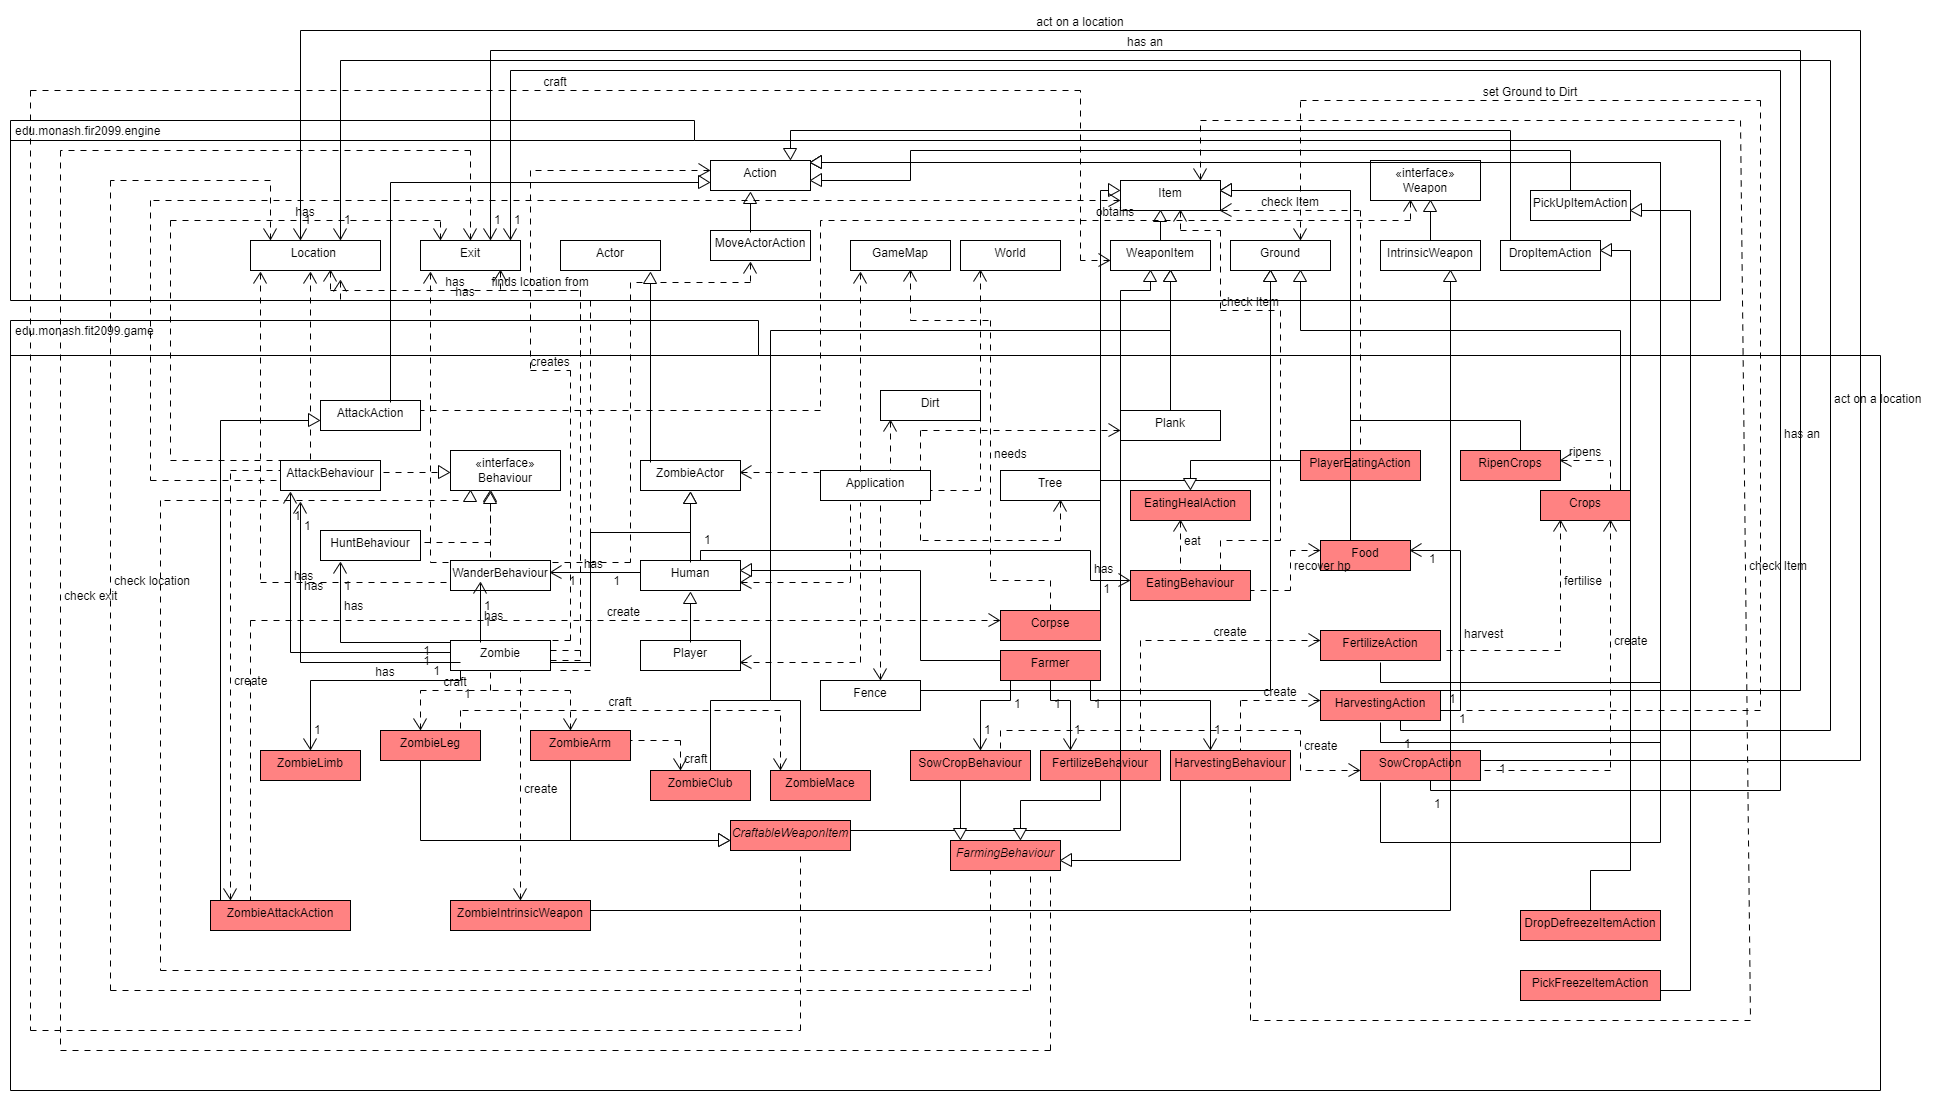 act on a location
has an
craft
set Ground to Dirt
edu.monash.fir2099.engine
Action
«interface»
Weapon
Item
check Item
PickUpItemAction
has
1
1
1
1
obtains
Location
Exit
Actor
MoveActorAction
GameMap
World
WeaponItem
Ground
IntrinsicWeapon
DropItemAction
has
finds lcoation from
has
check Item
edu.monash.fit2099.game
creates
act on a location
Dirt
AttackAction
Plank
has an
needs
ripens
AttackBehaviour
«interface»
Behaviour
ZombieActor
Application
Tree
PlayerEatingAction
RipenCrops
EatingHealAction
Crops
1
1
HuntBehaviour
1
eat
Food
1
has
has
recover hp
check Item
WanderBehaviour
Human
has
EatingBehaviour
fertilise
check location
has
has
1
1
1
1
check exit
has
1
has
1
create
Corpse
create
FertilizeAction
harvest
create
Zombie
Player
Farmer
1
1
1
has
create
craft
1
Fence
create
HarvestingAction
craft
1
1
1
1
1
1
ZombieLeg
ZombieArm
1
1
1
1
create
ZombieLimb
craft
SowCropBehaviour
FertilizeBehaviour
HarvestingBehaviour
SowCropAction
1
ZombieClub
ZombieMace
create
1
CraftableWeaponItem
FarmingBehaviour
ZombieAttackAction
ZombieIntrinsicWeapon
DropDefreezeItemAction
PickFreezeItemAction